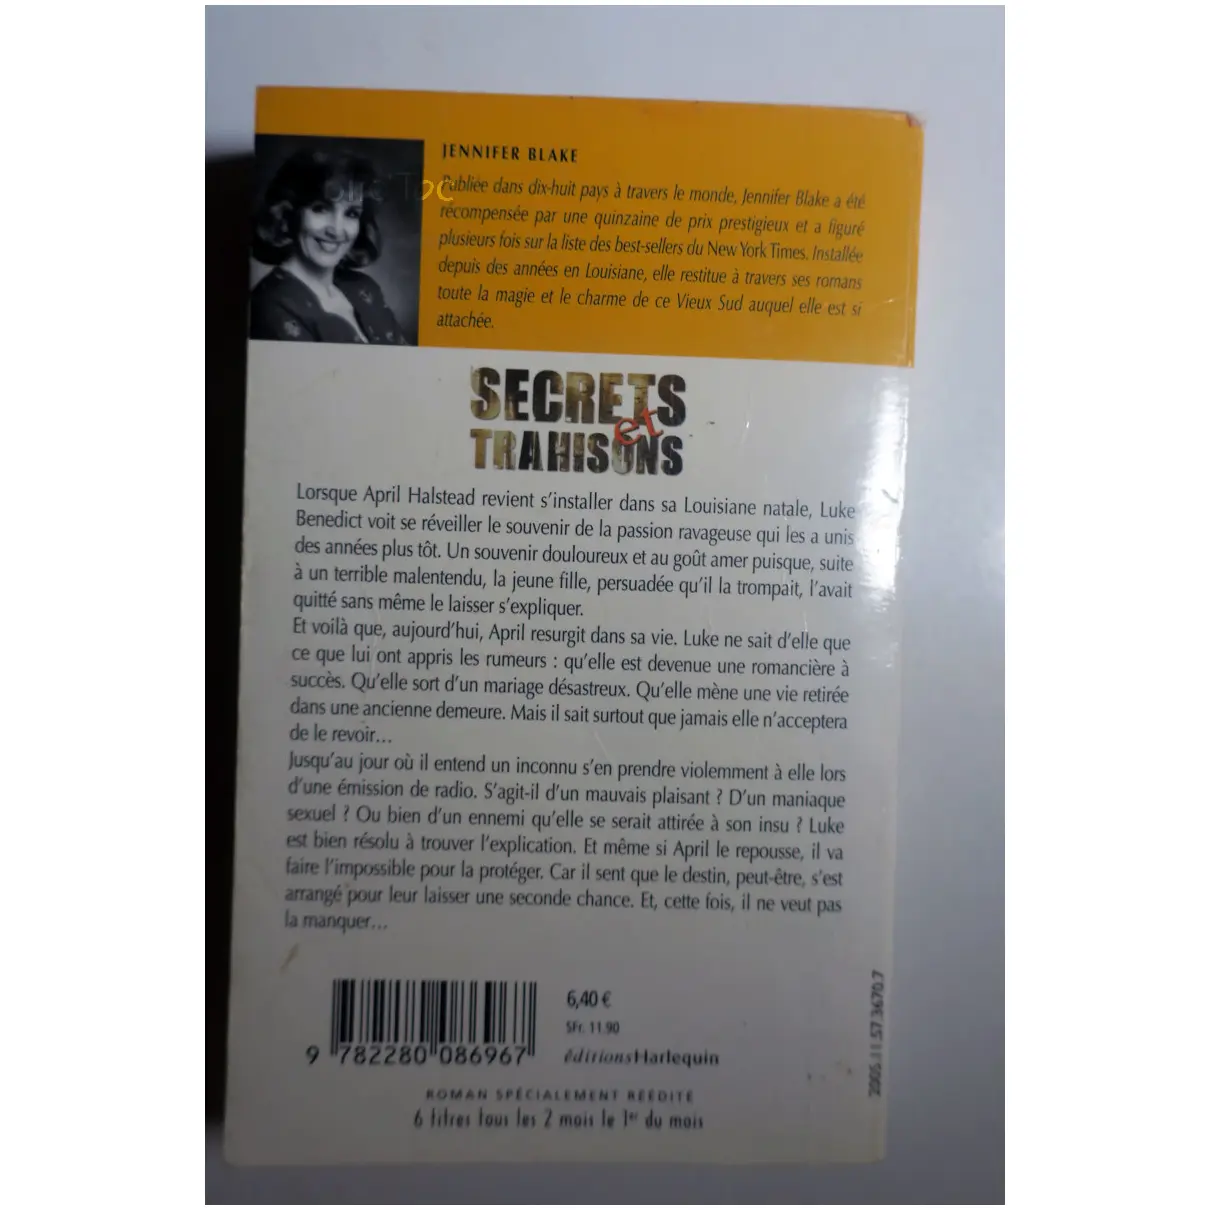 JENNIFER BLAKE
Publiée dans dix-huit pays à travers le monde, Jennifer Blake a été
récompensée par une quinzaine de prix prestigieux et a figuré
plusieurs fois sur la liste des best-sellers du New York Times. Installée
depuis des années en Louisiane, elle restitue à travers ses romans
toute la magie et le charme de ce Vieux Sud auquel elle est si
attachée.
SECRETS
et
TRAHISONS
Lorsque April Halstead revient s'installer dans sa Louisiane natale, Luke
Benedict voit se réveiller le souvenir de la passion ravageuse qui les a unis
des années plus tôt. Un souvenir douloureux et au goût amer puisque, suite
à un terrible malentendu, la jeune fille, persuadée qu'il la trompait, l'avait
quitté sans même le laisser s'expliquer.
Et voilà que, aujourd'hui, April resurgit dans sa vie. Luke ne sait d'elle que
ce que lui ont appris les rumeurs : qu'elle est devenue une romancière à
succès. Qu'elle sort d'un mariage désastreux. Qu'elle mène une vie retirée
dans une ancienne demeure. Mais il sait surtout que jamais elle n'acceptera
de le revoir...
Jusqu'au jour où il entend un inconnu s'en prendre violemment à elle lors
d'une émission de radio. S'agit-il d'un mauvais plaisant ? D'un maniaque
sexuel ? Ou bien d'un ennemi qu'elle se serait attirée à son insu ? Luke
est bien résolu à trouver l'explication. Et même si April le repousse, il va
faire l'impossible pour la protéger. Car il sent que le destin, peut-être, s'est
arrangé pour leur laisser une seconde chance. Et, cette fois, il ne veut pas
la manquer...
6,40 €
SFr. 11.90
9 782280 086967
éditionsHarlequin
ROMAN SPÉCIALEMENT RÉÉDITÉ
6 titres tous les 2 mois le 1er du mois
2005.11.57.3670.7